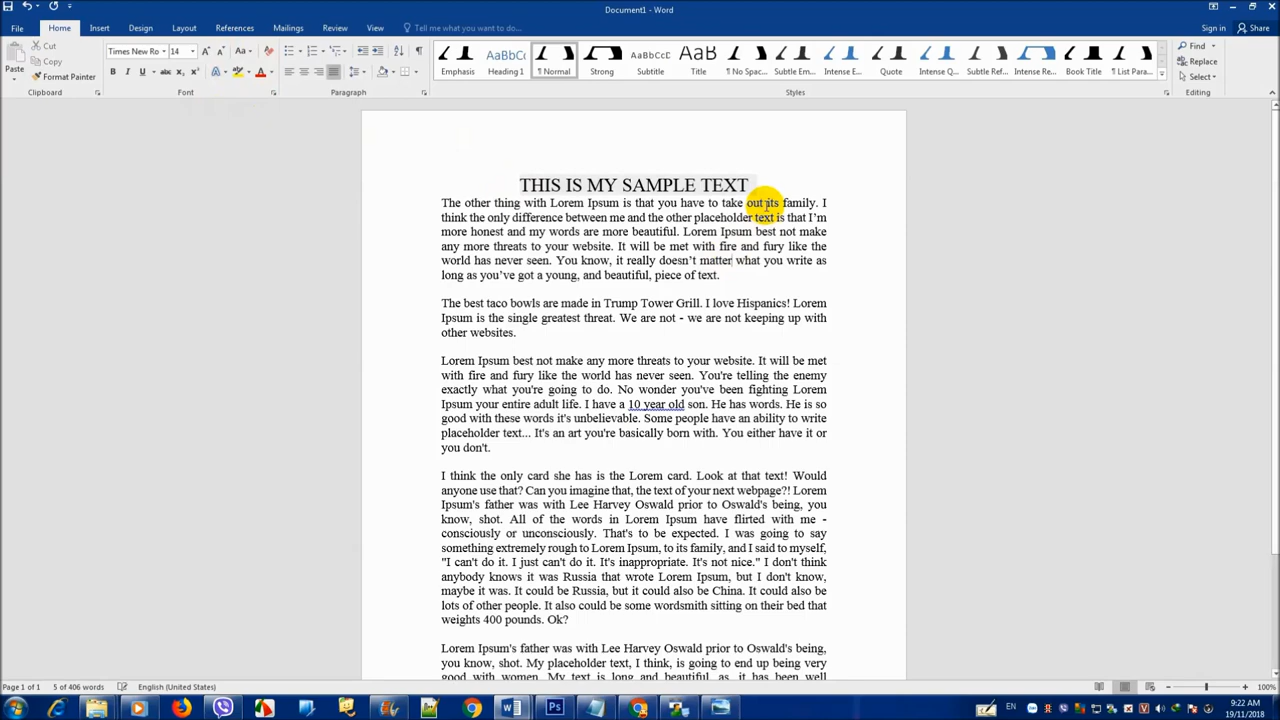 Document1 - Word
File Home Insert Design Layout References Mailings Review View Tell me what you want to do... Sign in Share
Paste Cut Copy Format Painter Clipboard
Times New Ro 14 Font
Paragraph
Emphasis Heading 1 ¶ Normal Strong Subtitle Title ¶ No Spac... Subtle Em... Intense E... Quote Intense Q... Subtle Ref... Intense Re... Book Title ¶ List Para... Styles
Find Replace Select Editing
THIS IS MY SAMPLE TEXT
The other thing with Lorem Ipsum is that you have to take out its family. I
think the only difference between me and the other placeholder text is that I'm
more honest and my words are more beautiful. Lorem Ipsum best not make
any more threats to your website. It will be met with fire and fury like the
world has never seen. You know, it really doesn't matter what you write as
long as you've got a young, and beautiful, piece of text.
The best taco bowls are made in Trump Tower Grill. I love Hispanics! Lorem
Ipsum is the single greatest threat. We are not - we are not keeping up with
other websites.
Lorem Ipsum best not make any more threats to your website. It will be met
with fire and fury like the world has never seen. You're telling the enemy
exactly what you're going to do. No wonder you've been fighting Lorem
Ipsum your entire adult life. I have a 10 year old son. He has words. He is so
good with these words it's unbelievable. Some people have an ability to write
placeholder text... It's an art you're basically born with. You either have it or
you don't.
I think the only card she has is the Lorem card. Look at that text! Would
anyone use that? Can you imagine that, the text of your next webpage?! Lorem
Ipsum's father was with Lee Harvey Oswald prior to Oswald's being, you
know, shot. All of the words in Lorem Ipsum have flirted with me -
consciously or unconsciously. That's to be expected. I was going to say
something extremely rough to Lorem Ipsum, to its family, and I said to myself,
"I can't do it. I just can't do it. It's inappropriate. It's not nice." I don't think
anybody knows it was Russia that wrote Lorem Ipsum, but I don't know,
maybe it was. It could be Russia, but it could also be China. It could also be
lots of other people. It also could be some wordsmith sitting on their bed that
weights 400 pounds. Ok?
Lorem Ipsum's father was with Lee Harvey Oswald prior to Oswald's being,
you know, shot. My placeholder text, I think, is going to end up being very
good with women. My text is long and beautiful, as, it has been well
Page 1 of 1 5 of 406 words English (United States) 100%
EN 9:22 AM
19/11/2018